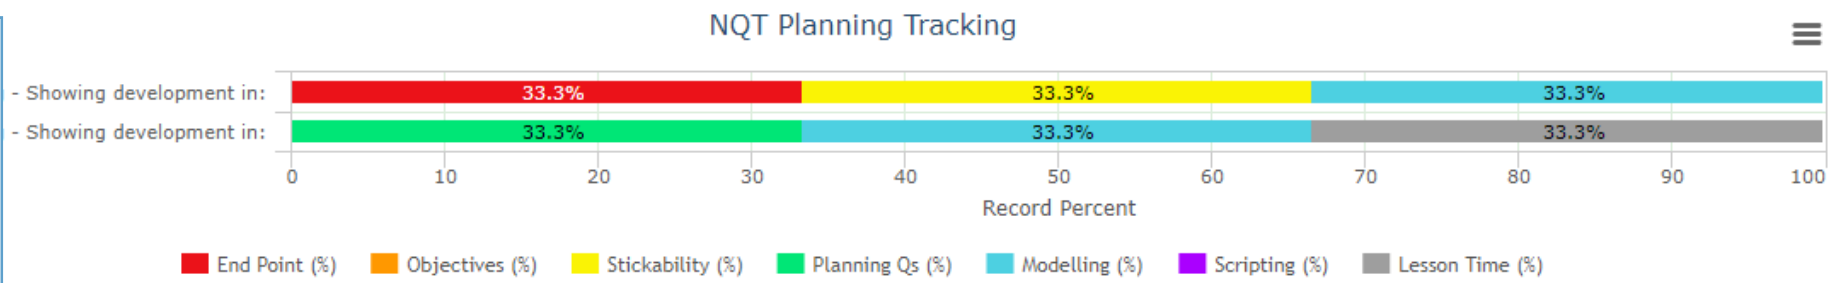 NQT Planning Tracking
- Showing development in:
33.3% 33.3% 33.3%
- Showing development in:
33.3% 33.3% 33.3%
0 10 20 30 40 50 60 70 80 90 100
Record Percent
End Point (%) Objectives (%) Stickability (%) Planning Qs (%) Modelling (%) Scripting (%) Lesson Time (%)